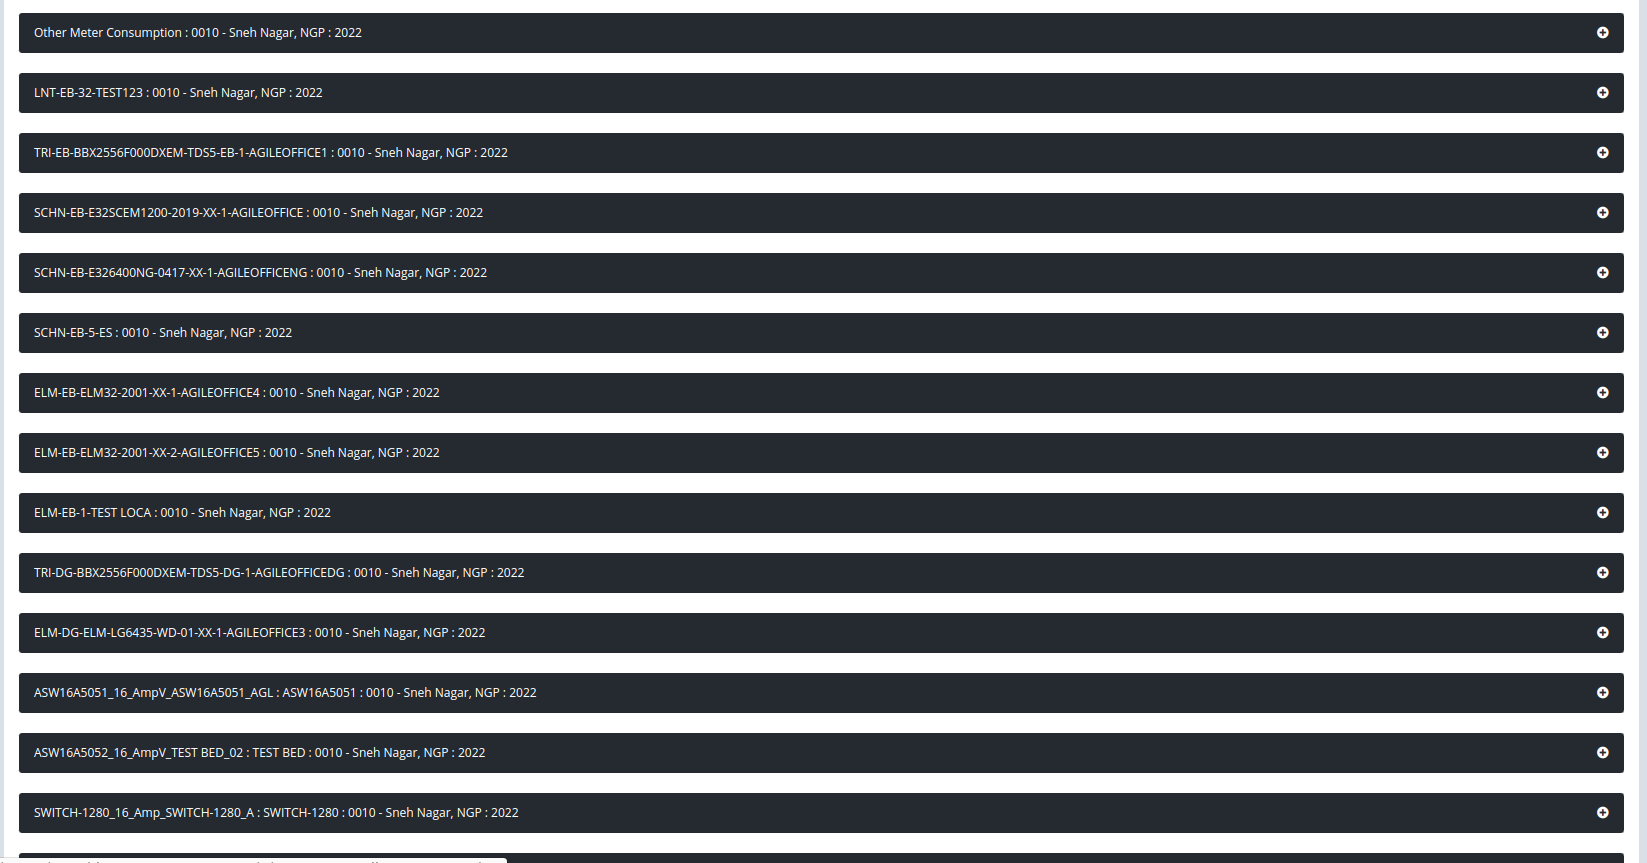 Other Meter Consumption : 0010 - Sneh Nagar, NGP : 2022
LNT-EB-32-TEST123 : 0010 - Sneh Nagar, NGP : 2022
TRI-EB-BBX2556F000DXEM-TDS5-EB-1-AGILEOFFICE1 : 0010 - Sneh Nagar, NGP : 2022
SCHN-EB-E32SCEM1200-2019-XX-1-AGILEOFFICE : 0010 - Sneh Nagar, NGP : 2022
SCHN-EB-E326400NG-0417-XX-1-AGILEOFFICENG : 0010 - Sneh Nagar, NGP : 2022
SCHN-EB-5-ES : 0010 - Sneh Nagar, NGP : 2022
ELM-EB-ELM32-2001-XX-1-AGILEOFFICE4 : 0010 - Sneh Nagar, NGP : 2022
ELM-EB-ELM32-2001-XX-2-AGILEOFFICE5 : 0010 - Sneh Nagar, NGP : 2022
ELM-EB-1-TEST LOCA : 0010 - Sneh Nagar, NGP : 2022
TRI-DG-BBX2556F000DXEM-TDS5-DG-1-AGILEOFFICEDG : 0010 - Sneh Nagar, NGP : 2022
ELM-DG-ELM-LG6435-WD-01-XX-1-AGILEOFFICE3 : 0010 - Sneh Nagar, NGP : 2022
ASW16A5051_16_AmpV_ASW16A5051_AGL : ASW16A5051 : 0010 - Sneh Nagar, NGP : 2022
ASW16A5052_16_AmpV_TEST BED_02 : TEST BED : 0010 - Sneh Nagar, NGP : 2022
SWITCH-1280_16_Amp_SWITCH-1280_A : SWITCH-1280 : 0010 - Sneh Nagar, NGP : 2022